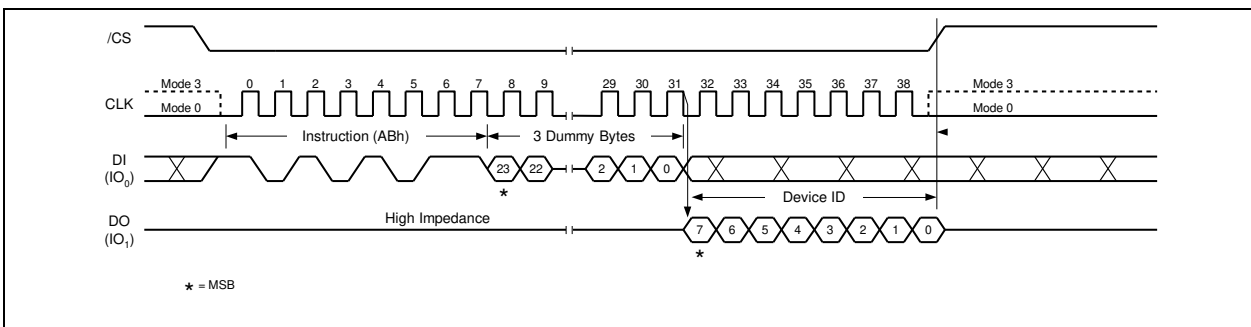 /CS
Mode 3 0 1 2 3 4 5 6 7 8 9 29 30 31 32 33 34 35 36 37 38 Mode 3
CLK
Mode 0 Mode 0
Instruction (ABh) 3 Dummy Bytes
DI
(IO0) 23 22 2 1 0
*
Device ID
High Impedance
DO
(IO1) 7 6 5 4 3 2 1 0
*
* = MSB